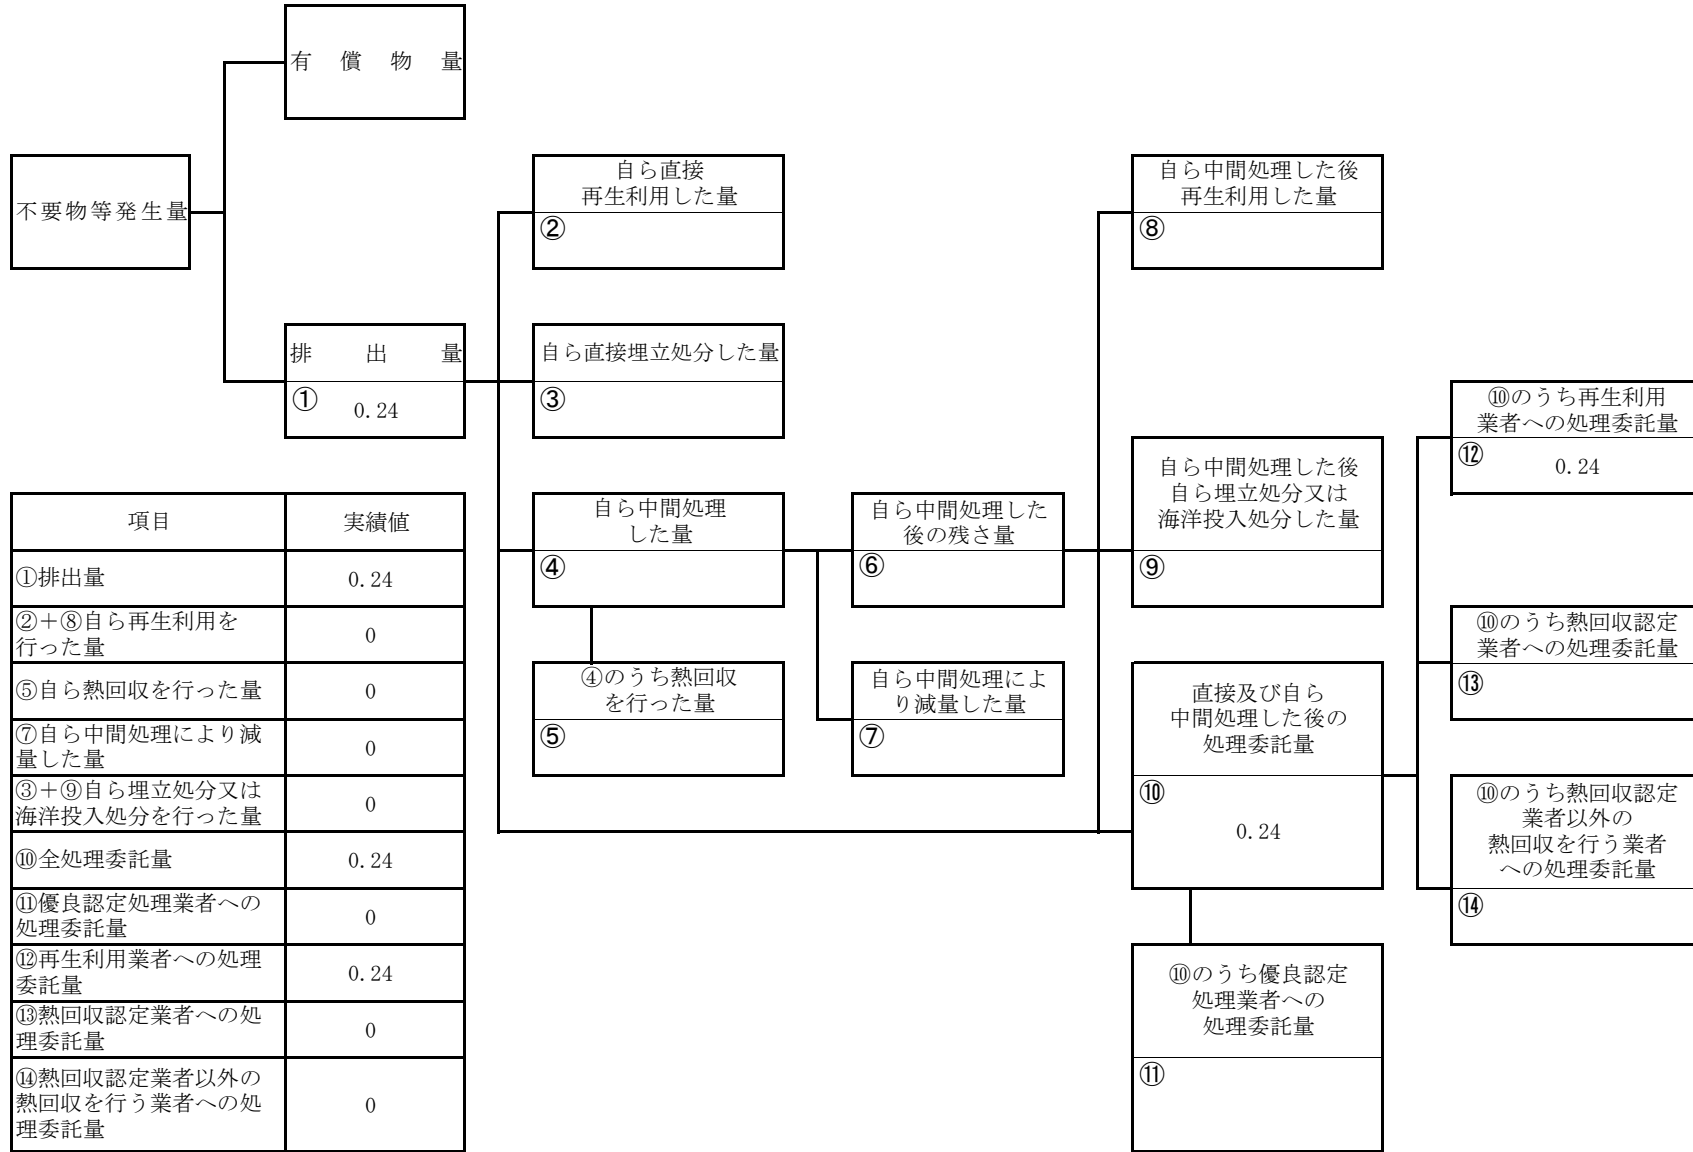 有償物量
不要物等発生量
自ら直接
再生利用した量
②
自ら中間処理した後
再生利用した量
⑧
排出量
① 0.24
自ら直接埋立処分した量
③
⑩のうち再生利用
業者への処理委託量
⑫ 0.24
自ら中間処理
した量
④
自ら中間処理した
後の残さ量
⑥
自ら中間処理した後
自ら埋立処分又は
海洋投入処分した量
⑨
⑩のうち熱回収認定
業者への処理委託量
⑬
④のうち熱回収
を行った量
⑤
自ら中間処理によ
り減量した量
⑦
直接及び自ら
中間処理した後の
処理委託量
⑩
0.24
⑩のうち熱回収認定
業者以外の
熱回収を行う業者
への処理委託量
⑭
⑩のうち優良認定
処理業者への
処理委託量
⑪
項目 実績値
①排出量 0.24
②＋⑧自ら再生利用を
行った量 0
⑤自ら熱回収を行った量 0
⑦自ら中間処理により減
量した量 0
③＋⑨自ら埋立処分又は
海洋投入処分を行った量 0
⑩全処理委託量 0.24
⑪優良認定処理業者への
処理委託量 0
⑫再生利用業者への処理
委託量 0.24
⑬熱回収認定業者への処
理委託量 0
⑭熱回収認定業者以外の
熱回収を行う業者への処
理委託量 0